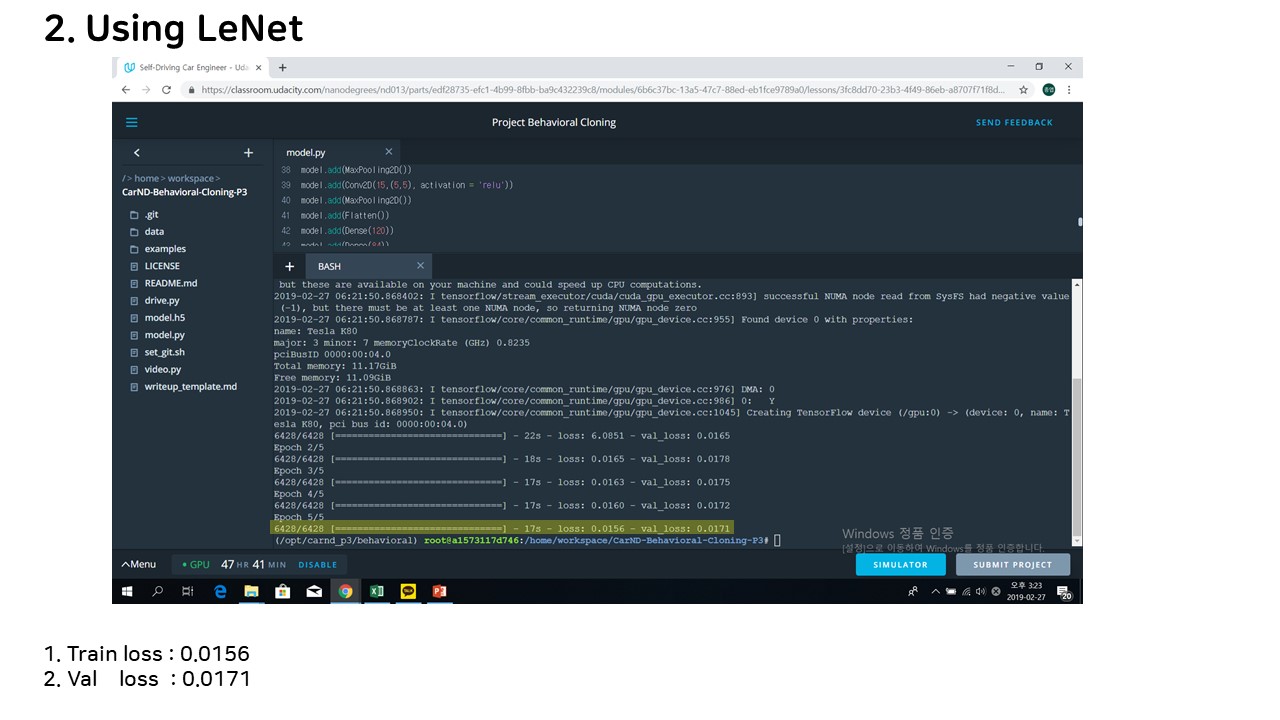 2. Using LeNet
Self-Driving Car Engineer - Uda
https://classroom.udacity.com/nanodegrees/nd013/parts/edf28735-efc1-4b99-8fbb-ba9c432239c8/modules/6b6c37bc-13a5-47c7-88ed-eb1fce9789a0/lessons/3fc8dd70-23b3-4f49-86eb-a8707f71f8d...
Project Behavioral Cloning
SEND FEEDBACK
model.py
/> home > workspace >
CarND-Behavioral-Cloning-P3
.git
data
examples
LICENSE
README.md
drive.py
model.h5
model.py
set_git.sh
video.py
writeup_template.md
38 model.add(MaxPooling2D())
39 model.add(Conv2D(15,(5,5), activation = 'relu'))
40 model.add(MaxPooling2D())
41 model.add(Flatten())
42 model.add(Dense(120))
43 model.add(Dense(84))
BASH
but these are available on your machine and could speed up CPU computations.
2019-02-27 06:21:50.868402: I tensorflow/stream_executor/cuda/cuda_gpu_executor.cc:893] successful NUMA node read from SysFS had negative value
(-1), but there must be at least one NUMA node, so returning NUMA node zero
2019-02-27 06:21:50.868787: I tensorflow/core/common_runtime/gpu/gpu_device.cc:955] Found device 0 with properties:
name: Tesla K80
major: 3 minor: 7 memoryClockRate (GHz) 0.8235
pciBusID 0000:00:04.0
Total memory: 11.17GiB
Free memory: 11.09GiB
2019-02-27 06:21:50.868863: I tensorflow/core/common_runtime/gpu/gpu_device.cc:976] DMA: 0
2019-02-27 06:21:50.868902: I tensorflow/core/common_runtime/gpu/gpu_device.cc:986] 0: Y
2019-02-27 06:21:50.868950: I tensorflow/core/common_runtime/gpu/gpu_device.cc:1045] Creating TensorFlow device (/gpu:0) -> (device: 0, name: T
esla K80, pci bus id: 0000:00:04.0)
6428/6428 [==============================] - 22s - loss: 6.0851 - val_loss: 0.0165
Epoch 2/5
6428/6428 [==============================] - 18s - loss: 0.0165 - val_loss: 0.0178
Epoch 3/5
6428/6428 [==============================] - 17s - loss: 0.0163 - val_loss: 0.0175
Epoch 4/5
6428/6428 [==============================] - 17s - loss: 0.0160 - val_loss: 0.0172
Epoch 5/5
6428/6428 [==============================] - 17s - loss: 0.0156 - val_loss: 0.0171
(/opt/carnd_p3/behavioral) root@a1573117d746:/home/workspace/CarND-Behavioral-Cloning-P3#
Windows 정품 인증
[설정]으로 이동하여 Windows를 정품 인증합니다.
Menu
GPU 47 HR 41 MIN DISABLE
SIMULATOR
SUBMIT PROJECT
오후 3:23
2019-02-27
20
1. Train loss : 0.0156
2. Val loss : 0.0171